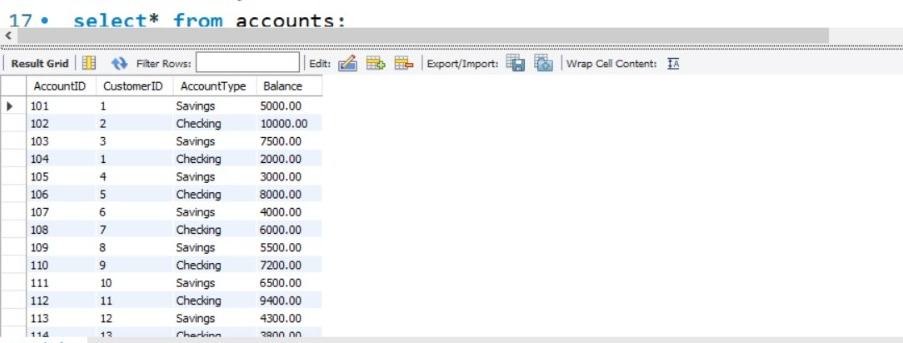 17 select* from accounts;
Result Grid Filter Rows: Edit: Export/Import: Wrap Cell Content:
AccountID CustomerID AccountType Balance
101 1 Savings 5000.00
102 2 Checking 10000.00
103 3 Savings 7500.00
104 1 Checking 2000.00
105 4 Savings 3000.00
106 5 Checking 8000.00
107 6 Savings 4000.00
108 7 Checking 6000.00
109 8 Savings 5500.00
110 9 Checking 7200.00
111 10 Savings 6500.00
112 11 Checking 9400.00
113 12 Savings 4300.00
114 13 Checking 3800.00